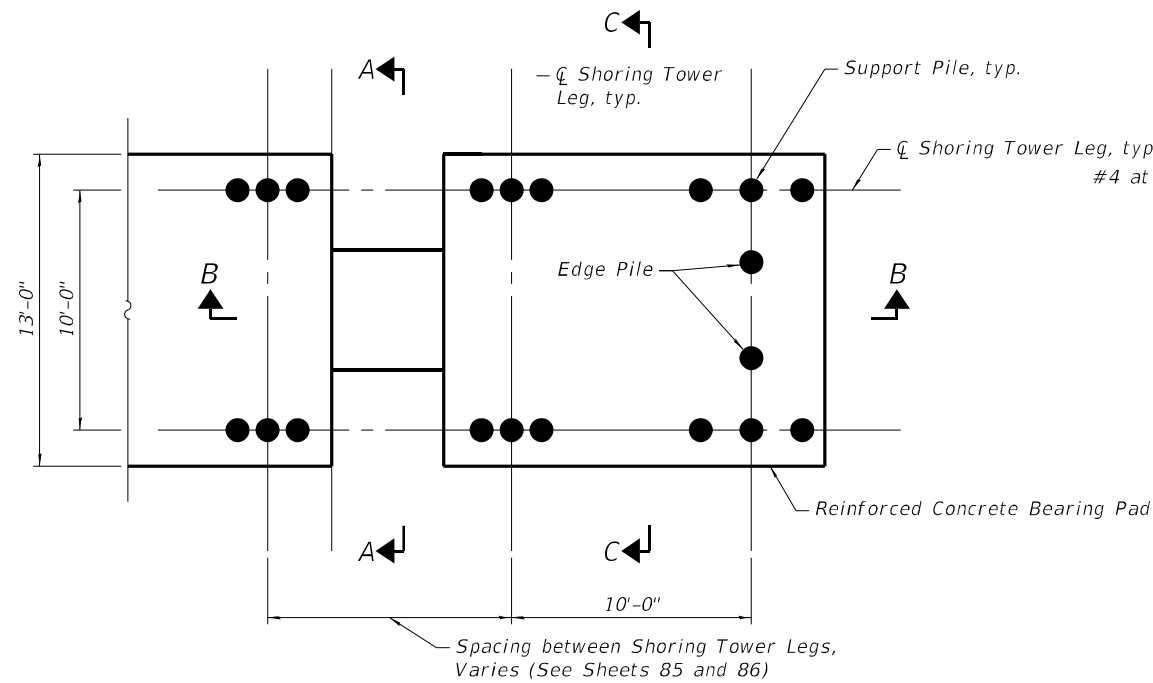 C
A
℄ Shoring Tower
Leg, typ.
Support Pile, typ.
℄ Shoring Tower Leg, typ
#4 at
B
Edge Pile
B
13'-0"
10'-0"
Reinforced Concrete Bearing Pad
A
C
10'-0"
Spacing between Shoring Tower Legs,
Varies (See Sheets 85 and 86)